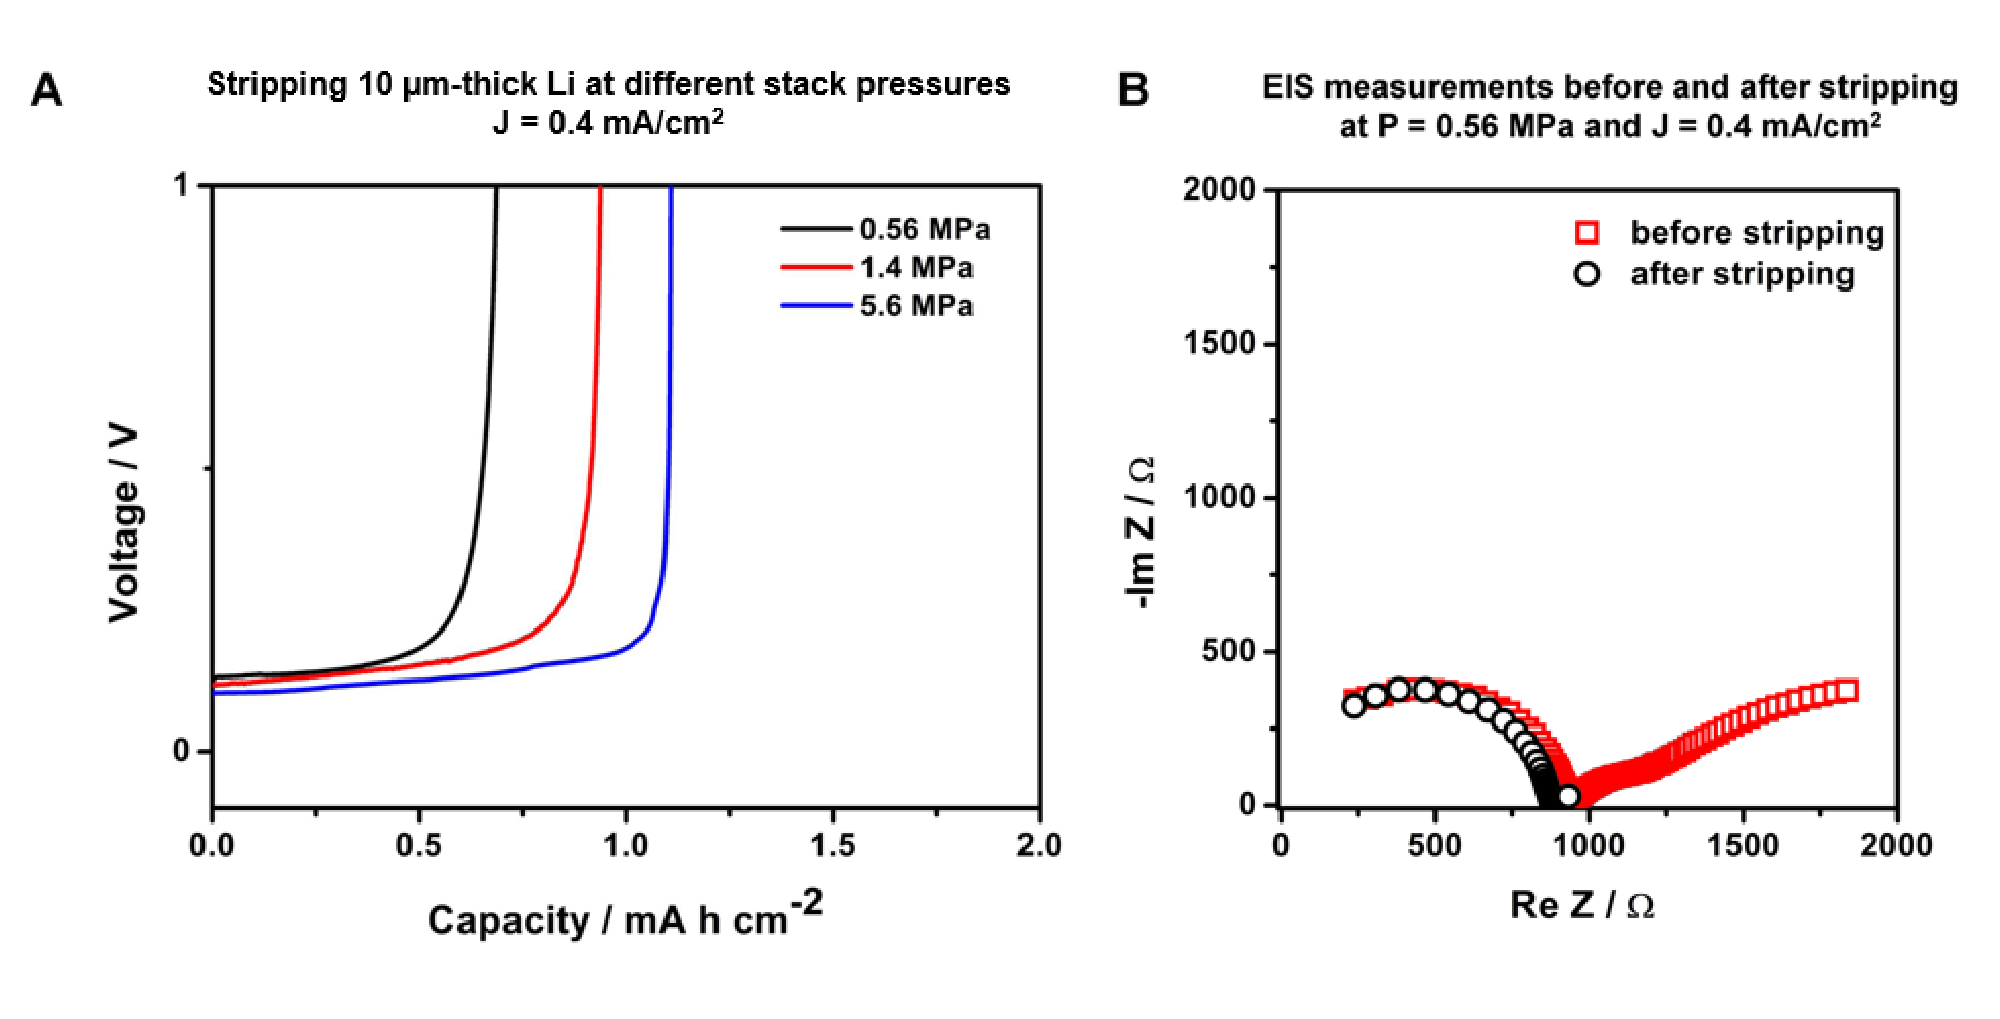 A
Stripping 10 μm-thick Li at different stack pressures
J = 0.4 mA/cm²
1
0.56 MPa
1.4 MPa
5.6 MPa
Voltage / V
0
0.0 0.5 1.0 1.5 2.0
Capacity / mA h cm⁻²
B
EIS measurements before and after stripping
at P = 0.56 MPa and J = 0.4 mA/cm²
2000
before stripping
after stripping
1500
1000
-Im Z / Ω
500
0
0 500 1000 1500 2000
Re Z / Ω